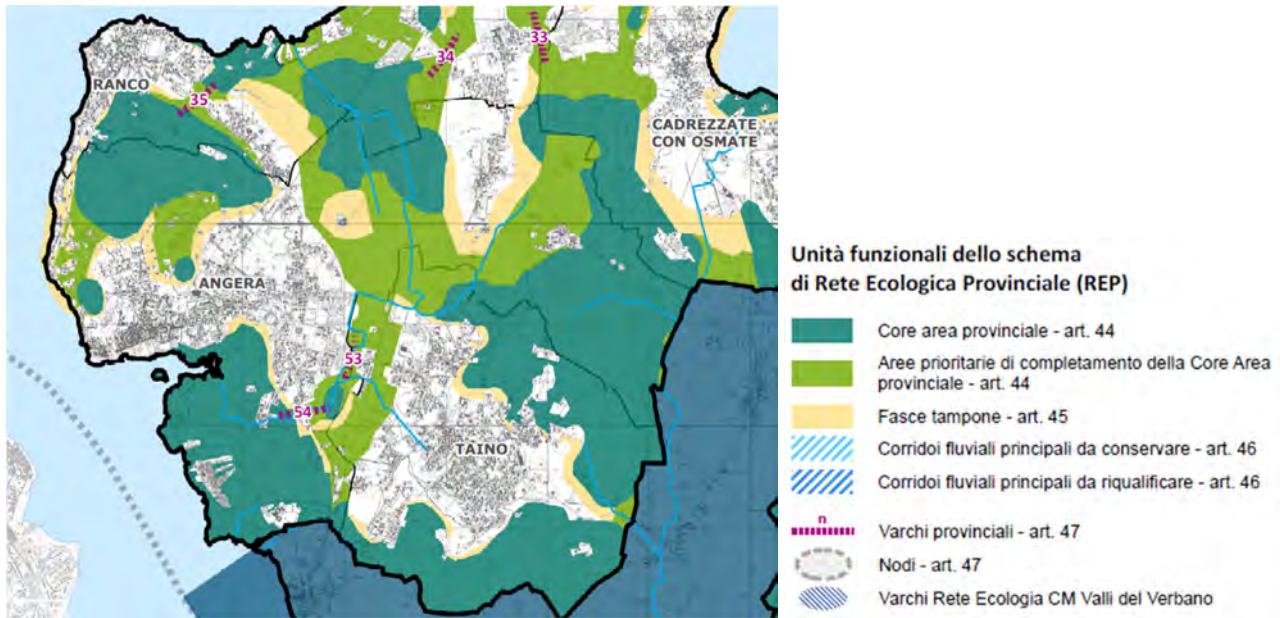 33
34
35
RANCO
CADREZZATE
CON OSMATE
ANGERA
53
54
TAINO
Unità funzionali dello schema
di Rete Ecologica Provinciale (REP)
Core area provinciale - art. 44
Aree prioritarie di completamento della Core Area
provinciale - art. 44
Fasce tampone - art. 45
Corridoi fluviali principali da conservare - art. 46
Corridoi fluviali principali da riqualificare - art. 46
n
Varchi provinciali - art. 47
Nodi - art. 47
Varchi Rete Ecologia CM Valli del Verbano